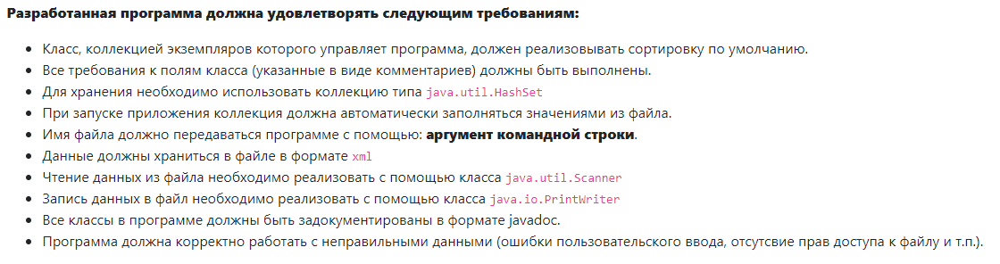 Разработанная программа должна удовлетворять следующим требованиям:
Класс, коллекцией экземпляров которого управляет программа, должен реализовывать сортировку по умолчанию.
Все требования к полям класса (указанные в виде комментариев) должны быть выполнены.
Для хранения необходимо использовать коллекцию типа java.util.HashSet
При запуске приложения коллекция должна автоматически заполняться значениями из файла.
Имя файла должно передаваться программе с помощью: аргумент командной строки.
Данные должны храниться в файле в формате xml
Чтение данных из файла необходимо реализовать с помощью класса java.util.Scanner
Запись данных в файл необходимо реализовать с помощью класса java.io.PrintWriter
Все классы в программе должны быть задокументированы в формате javadoc.
Программа должна корректно работать с неправильными данными (ошибки пользовательского ввода, отсутсвие прав доступа к файлу и т.п.).